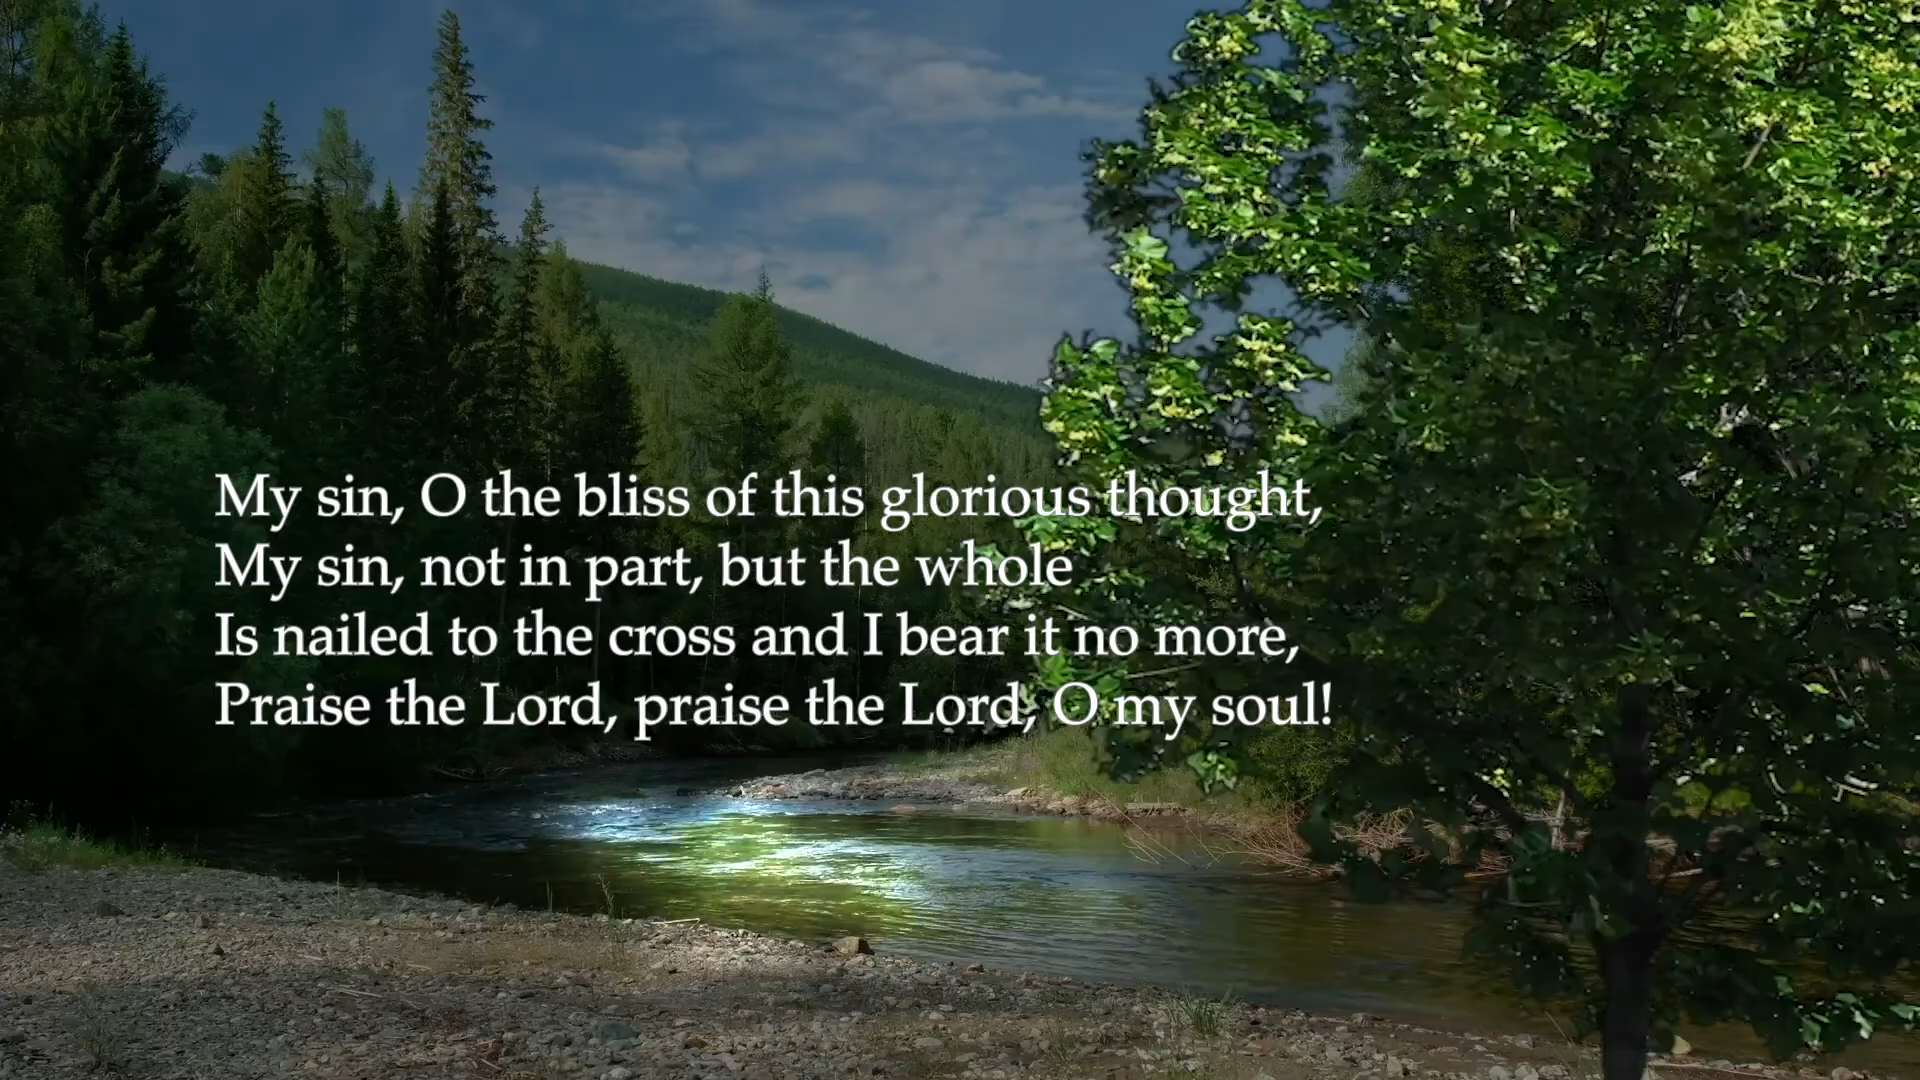 My sin, O the bliss of this glorious thought,
My sin, not in part, but the whole
Is nailed to the cross and I bear it no more,
Praise the Lord, praise the Lord, O my soul!